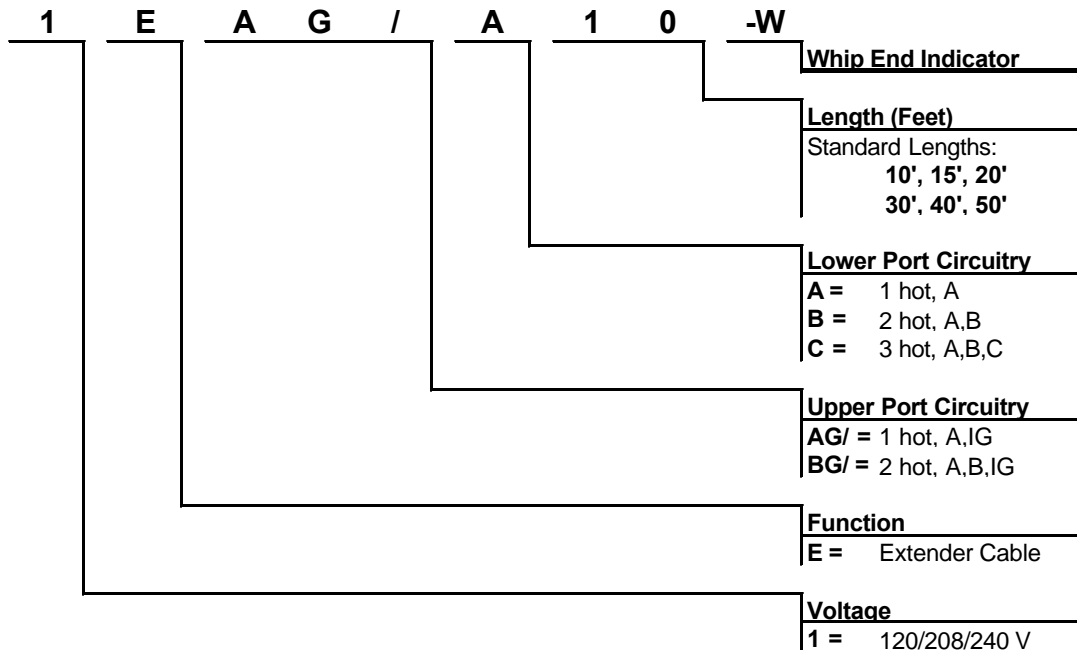 1 E A G / A 1 0 -W
Whip End Indicator
Length (Feet)
Standard Lengths:
10', 15', 20'
30', 40', 50'
Lower Port Circuitry
A = 1 hot, A
B = 2 hot, A,B
C = 3 hot, A,B,C
Upper Port Circuitry
AG/ = 1 hot, A,IG
BG/ = 2 hot, A,B,IG
Function
E = Extender Cable
Voltage
1 = 120/208/240 V